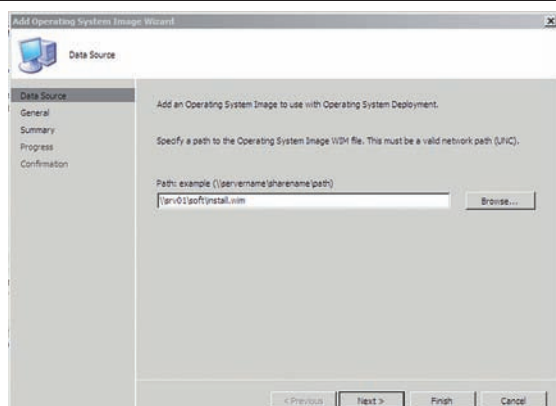 Add Operating System Image Wizard
Data Source
Data Source
General
Summary
Progress
Confirmation
Add an Operating System Image to use with Operating System Deployment.
Specify a path to the Operating System Image WIM file. This must be a valid network path (UNC).
Path: example (\\servername\sharename\path)
\\srv01\soft\install.wim
Browse...
< Previous
Next >
Finish
Cancel